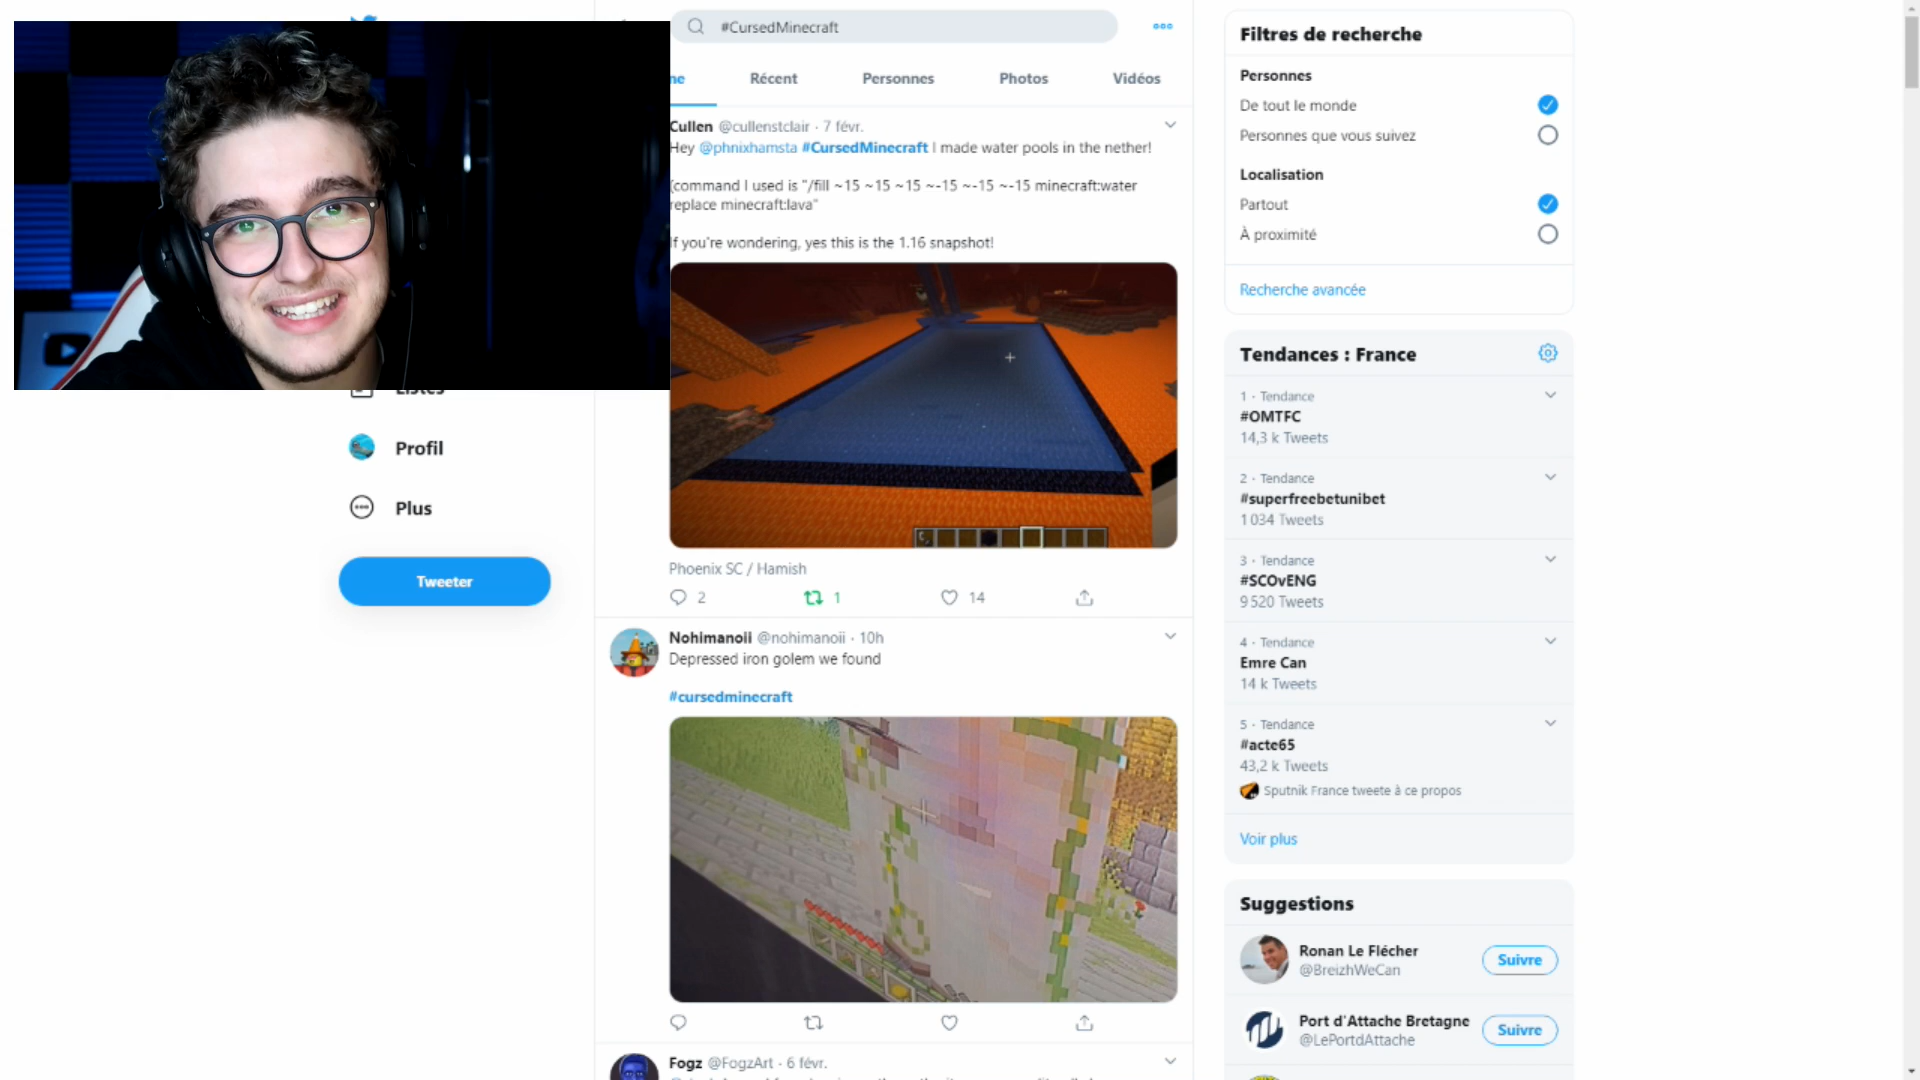 #CursedMinecraft
ne
Récent
Personnes
Photos
Vidéos
Cullen @cullenstclair · 7 févr.
Hey @phnixhamsta #CursedMinecraft I made water pools in the nether!
(command I used is "/fill ~15 ~15 ~15 ~-15 ~-15 ~-15 minecraft:water
replace minecraft:lava"
If you're wondering, yes this is the 1.16 snapshot!
Phoenix SC / Hamish
2
1
14
Nohimanoii @nohimanoii · 10h
Depressed iron golem we found
#cursedminecraft
Fogz @FogzArt · 6 févr.
Listes
Profil
Plus
Tweeter
Filtres de recherche
Personnes
De tout le monde
Personnes que vous suivez
Localisation
Partout
À proximité
Recherche avancée
Tendances : France
1 · Tendance
#OMTFC
14,3 k Tweets
2 · Tendance
#superfreebetunibet
1 034 Tweets
3 · Tendance
#SCOvENG
9 520 Tweets
4 · Tendance
Emre Can
14 k Tweets
5 · Tendance
#acte65
43,2 k Tweets
Sputnik France tweete à ce propos
Voir plus
Suggestions
Ronan Le Flécher
@BreizhWeCan
Suivre
Port d'Attache Bretagne
@LePortdAttache
Suivre